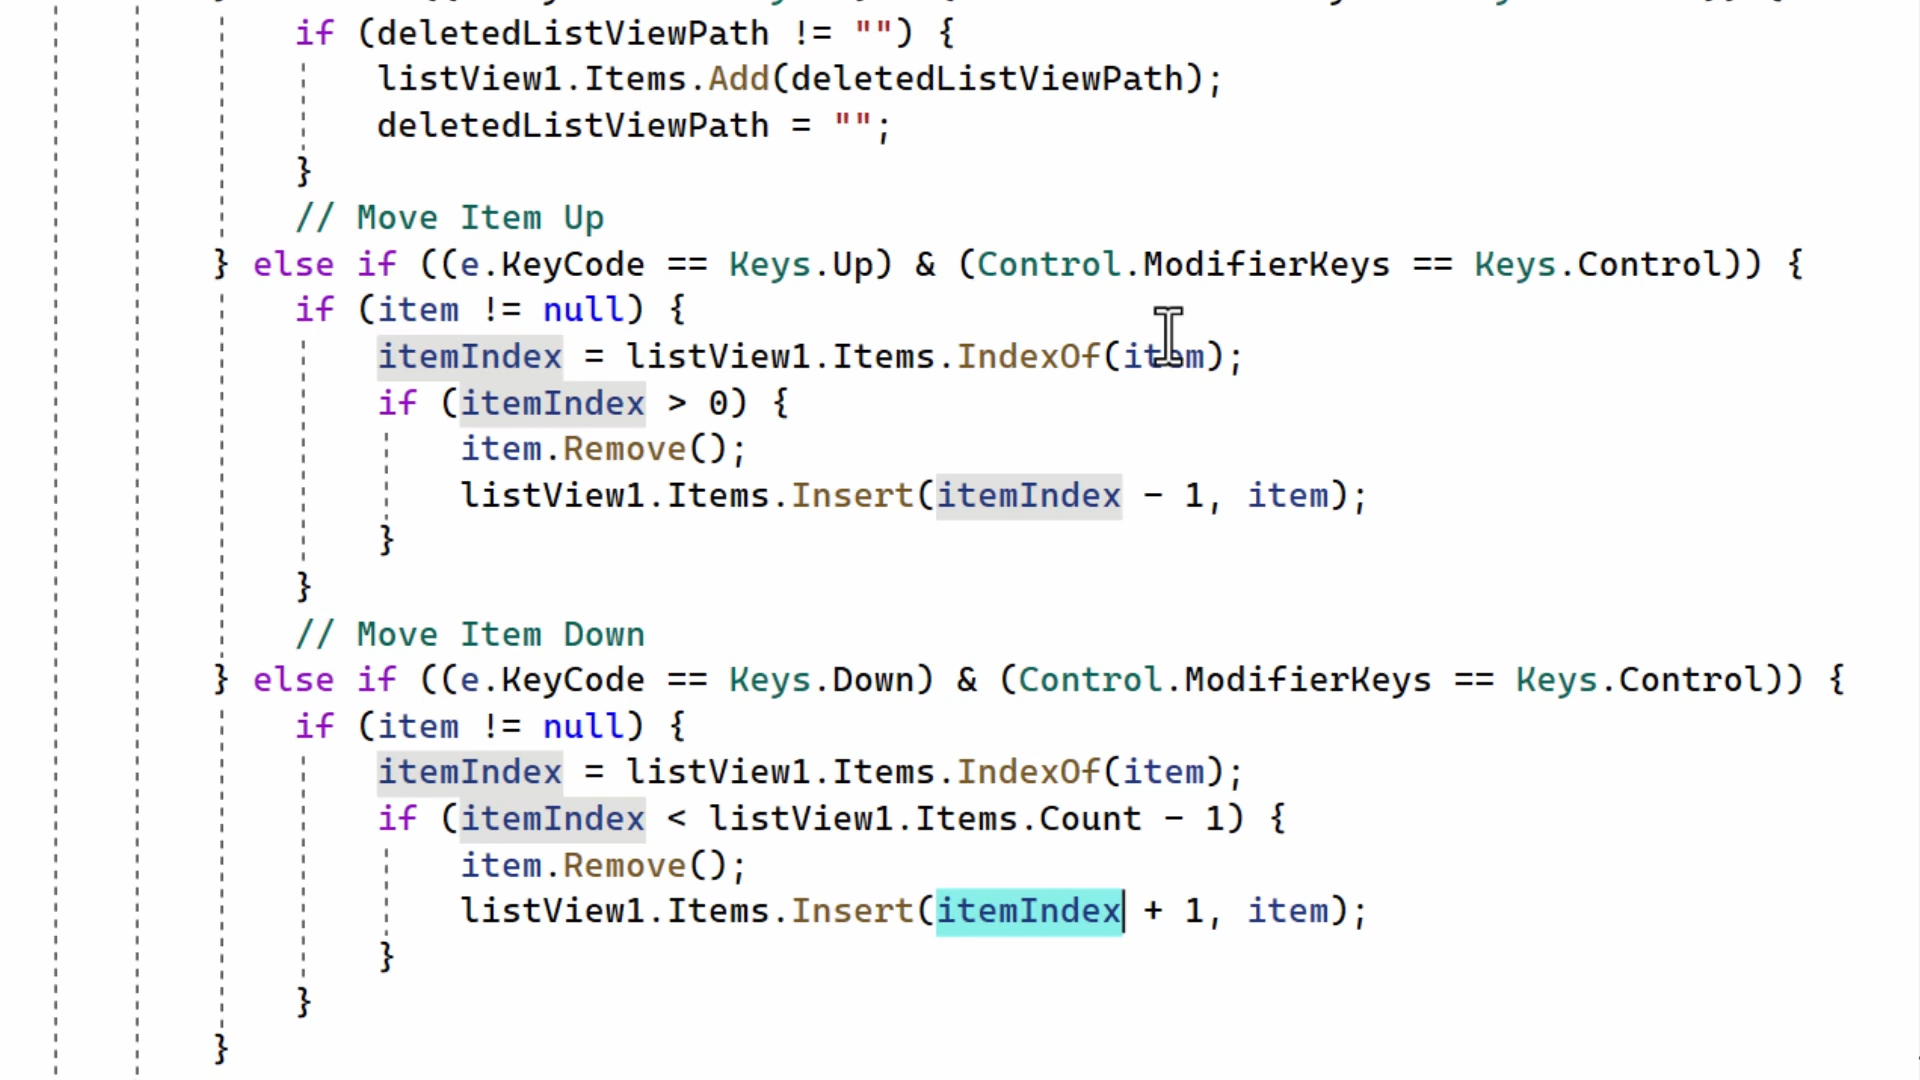 if (deletedListViewPath != "") {
listView1.Items.Add(deletedListViewPath);
deletedListViewPath = "";
}
// Move Item Up
} else if ((e.KeyCode == Keys.Up) & (Control.ModifierKeys == Keys.Control)) {
if (item != null) {
itemIndex = listView1.Items.IndexOf(item);
if (itemIndex > 0) {
item.Remove();
listView1.Items.Insert(itemIndex - 1, item);
}
}
// Move Item Down
} else if ((e.KeyCode == Keys.Down) & (Control.ModifierKeys == Keys.Control)) {
if (item != null) {
itemIndex = listView1.Items.IndexOf(item);
if (itemIndex < listView1.Items.Count - 1) {
item.Remove();
listView1.Items.Insert(itemIndex + 1, item);
}
}
}